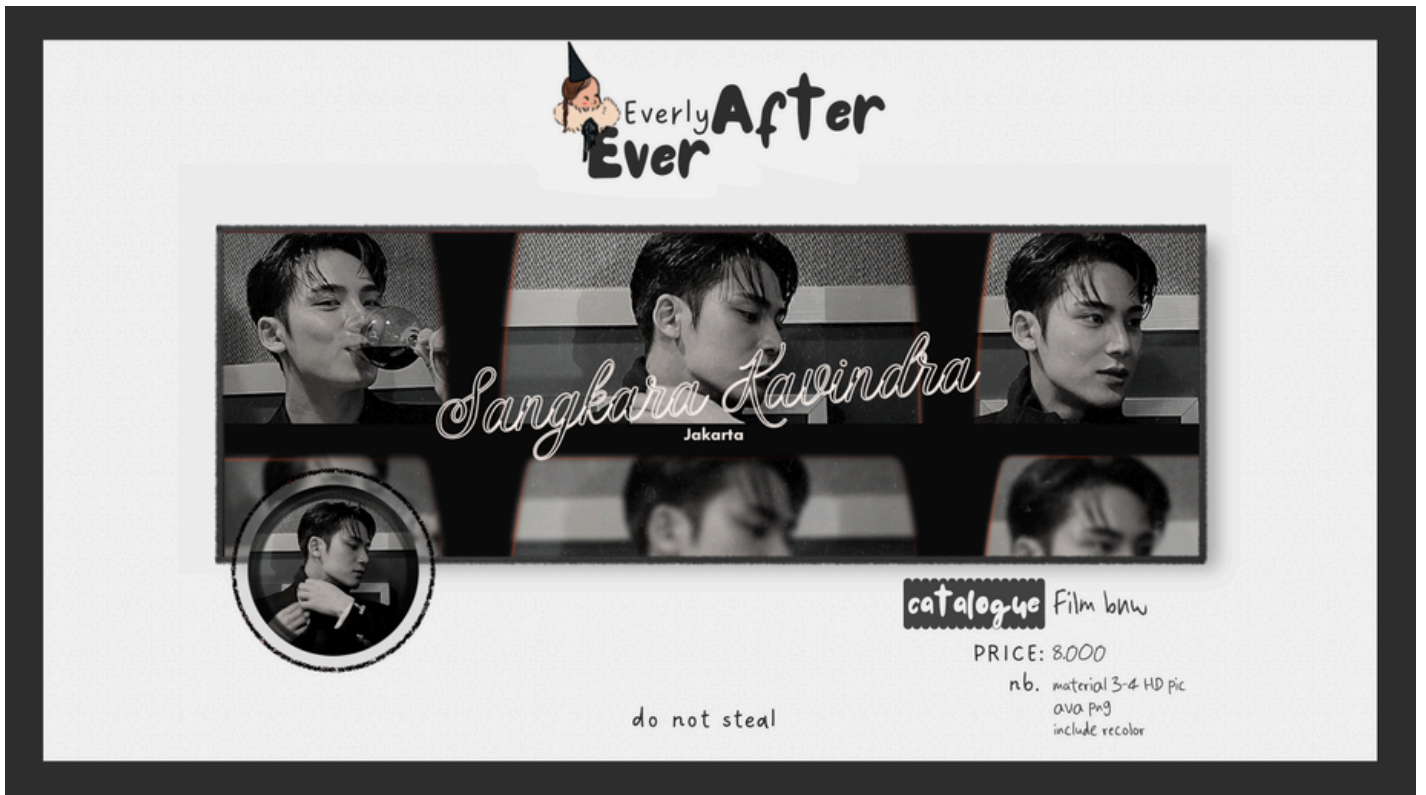 Everly After
Ever
Sangkara Kavindra
Jakarta
catalogue Film bnw
PRICE: 8.000
nb. material 3-4 HD pic
ava png
include recolor
do not steal